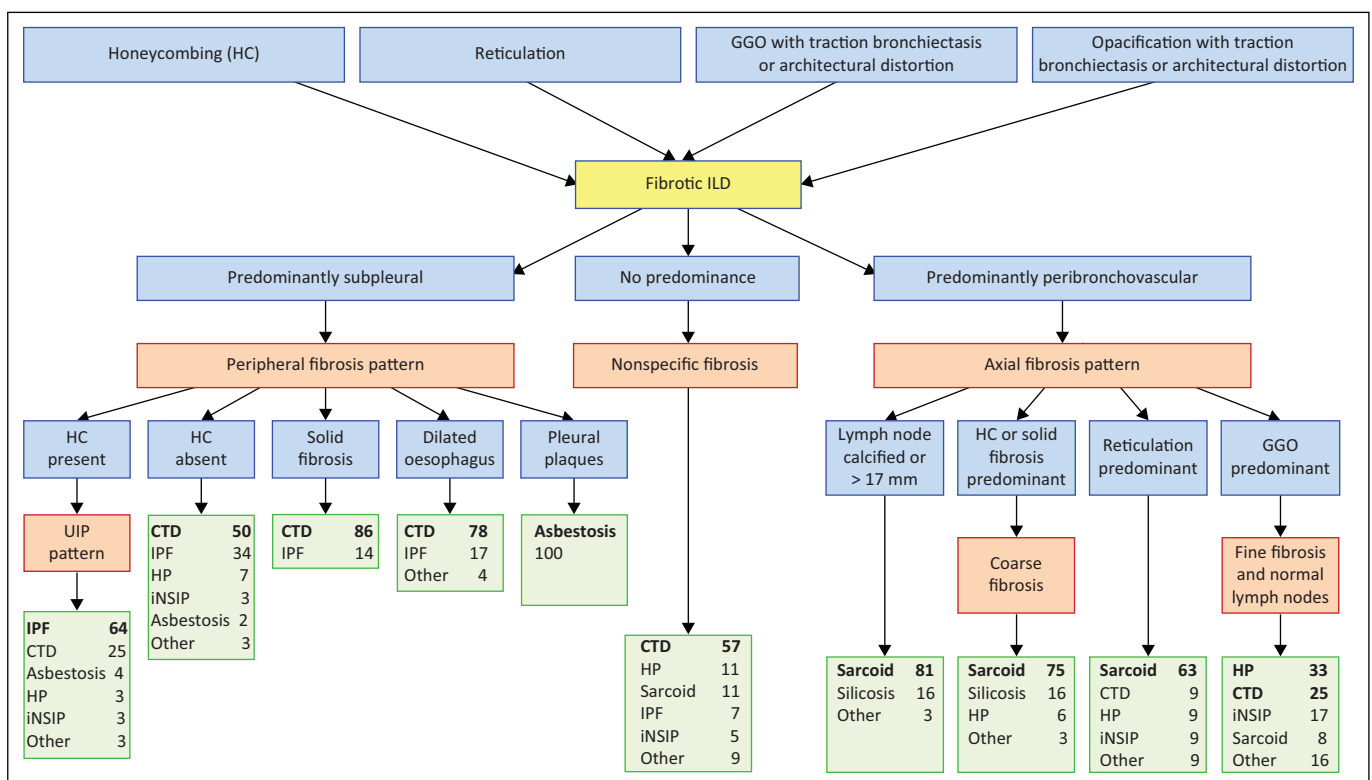 Honeycombing (HC)
Reticulation
GGO with traction bronchiectasis
or architectural distortion
Opacification with traction
bronchiectasis or architectural distortion
Fibrotic ILD
Predominantly subpleural
No predominance
Predominantly peribronchovascular
Peripheral fibrosis pattern
Nonspecific fibrosis
Axial fibrosis pattern
HC
present
HC
absent
Solid
fibrosis
Dilated
oesophagus
Pleural
plaques
Lymph node
calcified or
> 17 mm
HC or solid
fibrosis
predominant
Reticulation
predominant
GGO
predominant
UIP
pattern
CTD 50
IPF 34
HP 7
iNSIP 3
Asbestosis 2
Other 3
CTD 86
IPF 14
CTD 78
IPF 17
Other 4
Asbestosis
100
Coarse
fibrosis
Fine fibrosis
and normal
lymph nodes
IPF 64
CTD 25
Asbestosis 4
HP 3
iNSIP 3
Other 3
CTD 57
HP 11
Sarcoid 11
IPF 7
iNSIP 5
Other 9
Sarcoid 81
Silicosis 16
Other 3
Sarcoid 75
Silicosis 16
HP 6
Other 3
Sarcoid 63
CTD 9
HP 9
iNSIP 9
Other 9
HP 33
CTD 25
iNSIP 17
Sarcoid 8
Other 16